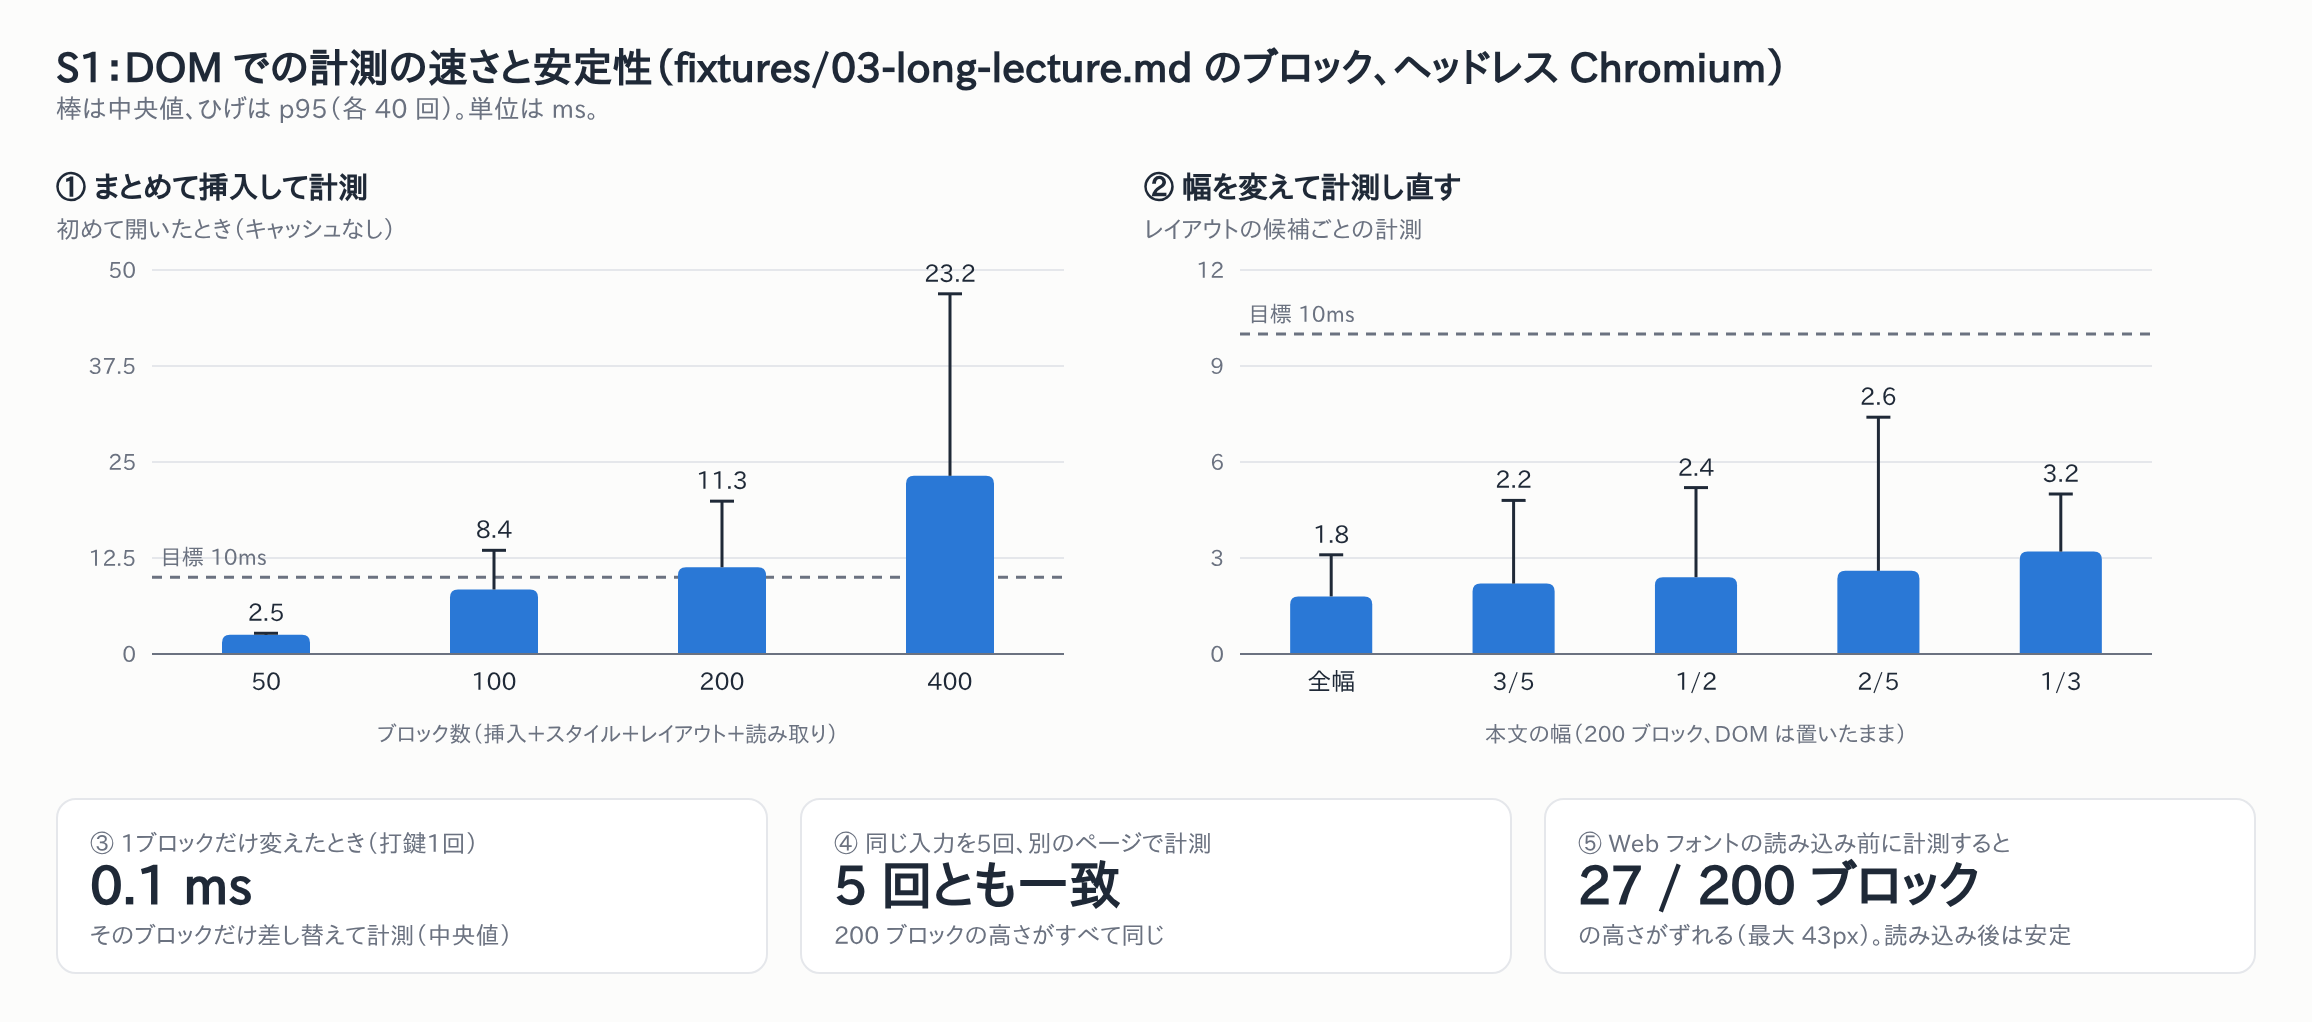 S1：DOM での計測の速さと安定性（fixtures/03-long-lecture.md のブロック、ヘッドレス Chromium）
棒は中央値、ひげは p95（各 40 回）。単位は ms。
① まとめて挿入して計測
初めて開いたとき（キャッシュなし）
50
37.5
25
12.5
0
目標 10ms
2.5
8.4
11.3
23.2
50
100
200
400
ブロック数（挿入＋スタイル＋レイアウト＋読み取り）
② 幅を変えて計測し直す
レイアウトの候補ごとの計測
12
9
6
3
0
目標 10ms
1.8
2.2
2.4
2.6
3.2
全幅
3/5
1/2
2/5
1/3
本文の幅（200 ブロック、DOM は置いたまま）
③ 1ブロックだけ変えたとき（打鍵1回）
0.1 ms
そのブロックだけ差し替えて計測（中央値）
④ 同じ入力を5回、別のページで計測
5 回とも一致
200 ブロックの高さがすべて同じ
⑤ Web フォントの読み込み前に計測すると
27 / 200 ブロック
の高さがずれる（最大 43px）。読み込み後は安定